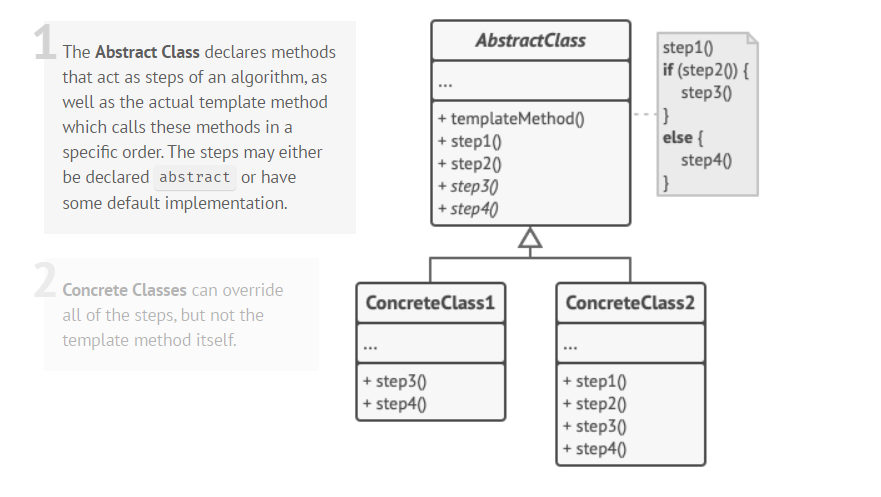 1
The Abstract Class declares methods
that act as steps of an algorithm, as
well as the actual template method
which calls these methods in a
specific order. The steps may either
be declared abstract or have
some default implementation.
2
Concrete Classes can override
all of the steps, but not the
template method itself.
AbstractClass
...
+ templateMethod()
+ step1()
+ step2()
+ step3()
+ step4()
step1()
if (step2()) {
step3()
}
else {
step4()
}
ConcreteClass1
...
+ step3()
+ step4()
ConcreteClass2
...
+ step1()
+ step2()
+ step3()
+ step4()